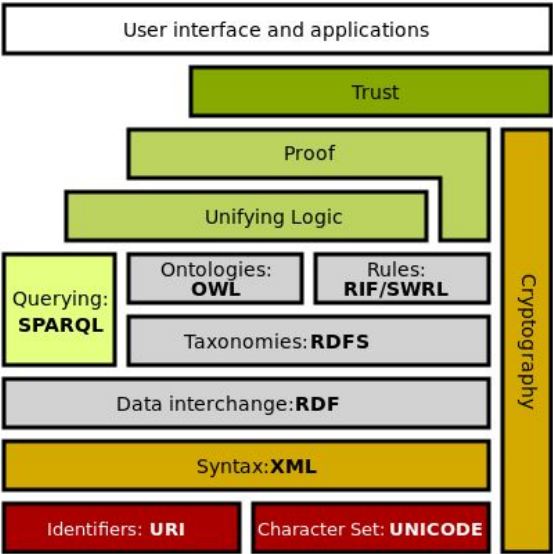 User interface and applications
Trust
Proof
Unifying Logic
Querying:
SPARQL
Ontologies:
OWL
Rules:
RIF/SWRL
Taxonomies:RDFS
Cryptography
Data interchange:RDF
Syntax:XML
Identifiers: URI
Character Set: UNICODE